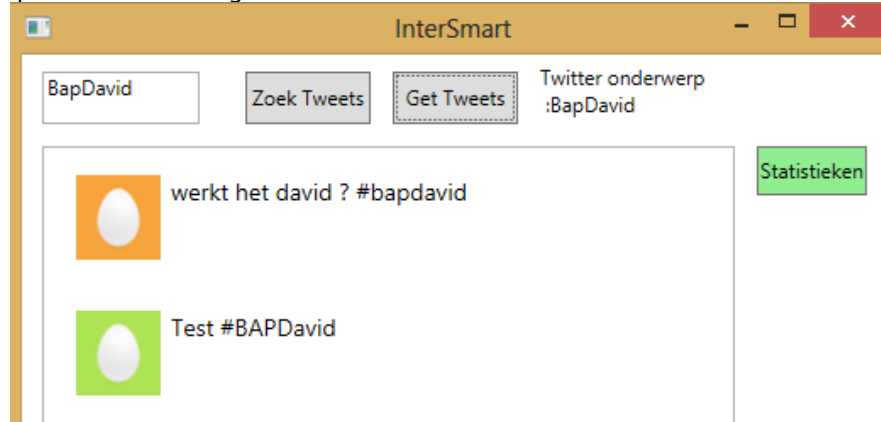 InterSmart
BapDavid
Zoek Tweets
Get Tweets
Twitter onderwerp
:BapDavid
Statistieken
werkt het david ? #bapdavid
Test #BAPDavid